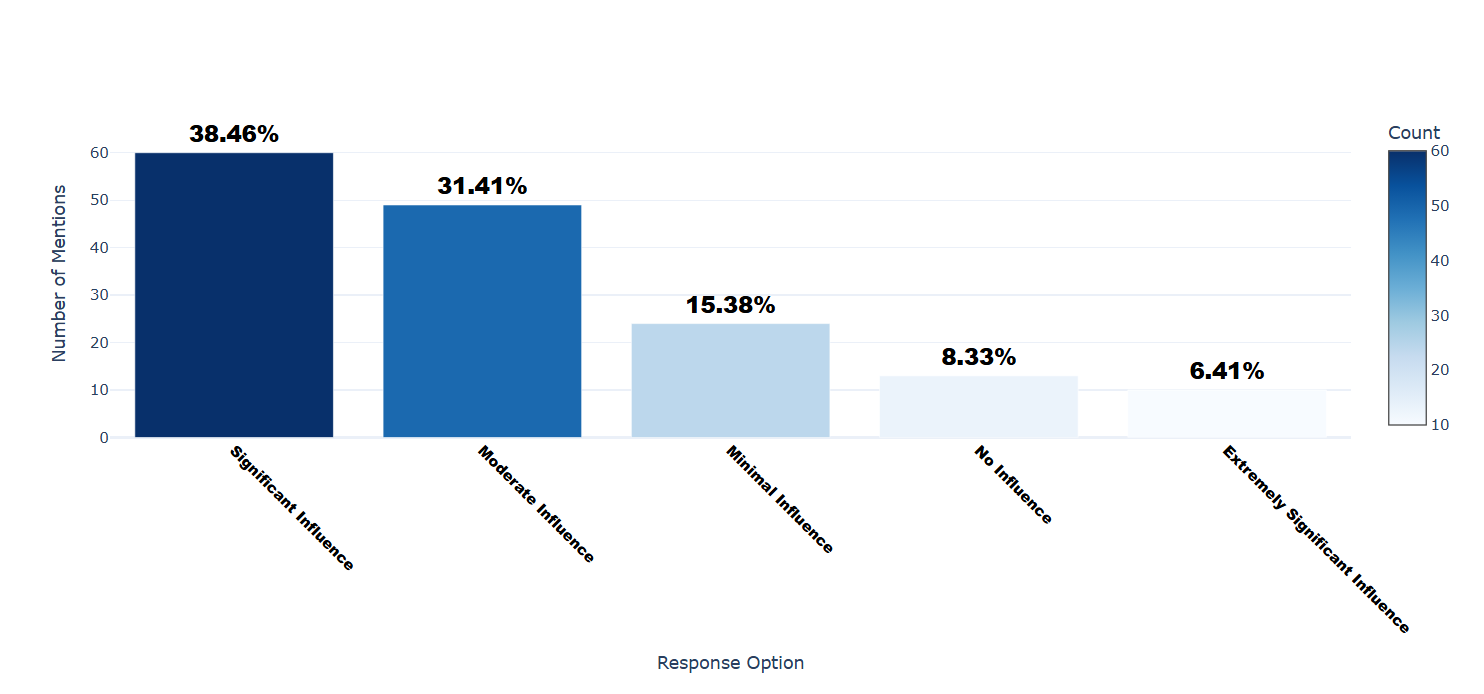 38.46%
31.41%
15.38%
8.33%
6.41%
Number of Mentions
60
50
40
30
20
10
0
Significant Influence
Moderate Influence
Minimal Influence
No Influence
Extremely Significant Influence
Response Option
Count
60
50
40
30
20
10